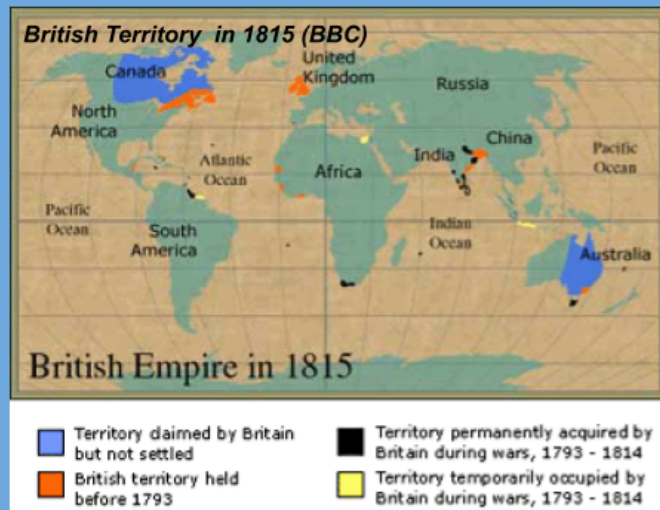 British Territory in 1815 (BBC)
Canada
United
Kingdom
Russia
North
America
China
India
Pacific
Ocean
Atlantic
Ocean
Africa
Pacific
Ocean
South
America
Indian
Ocean
Australia
British Empire in 1815
Territory claimed by Britain
but not settled
British territory held
before 1793
Territory permanently acquired by
Britain during wars, 1793 - 1814
Territory temporarily occupied by
Britain during wars, 1793 - 1814